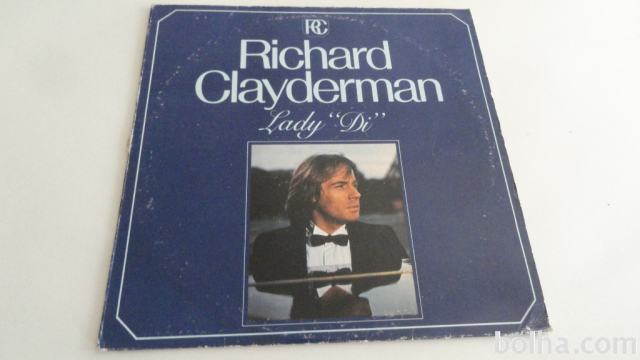 RC
Richard
Clayderman
Lady "Di"
bolha.com